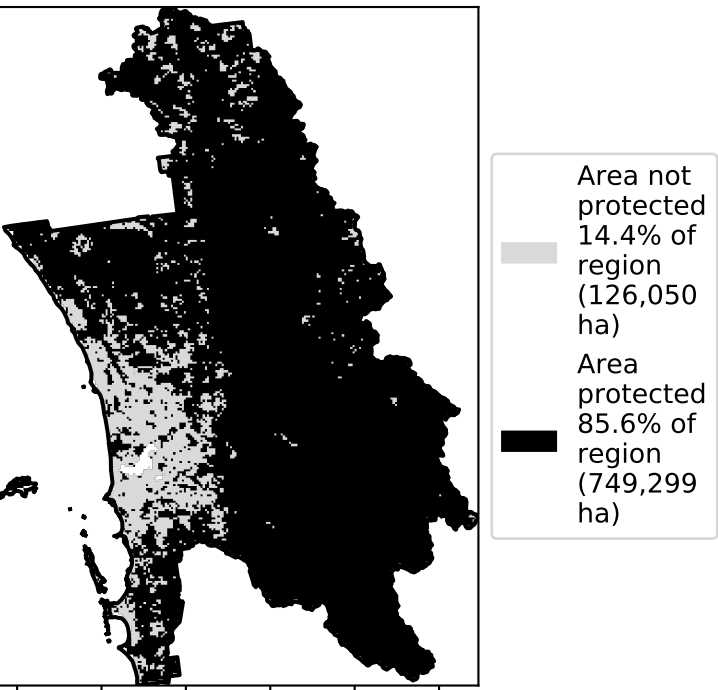 Area not
protected
14.4% of
region
(126,050
ha)
Area
protected
85.6% of
region
(749,299
ha)